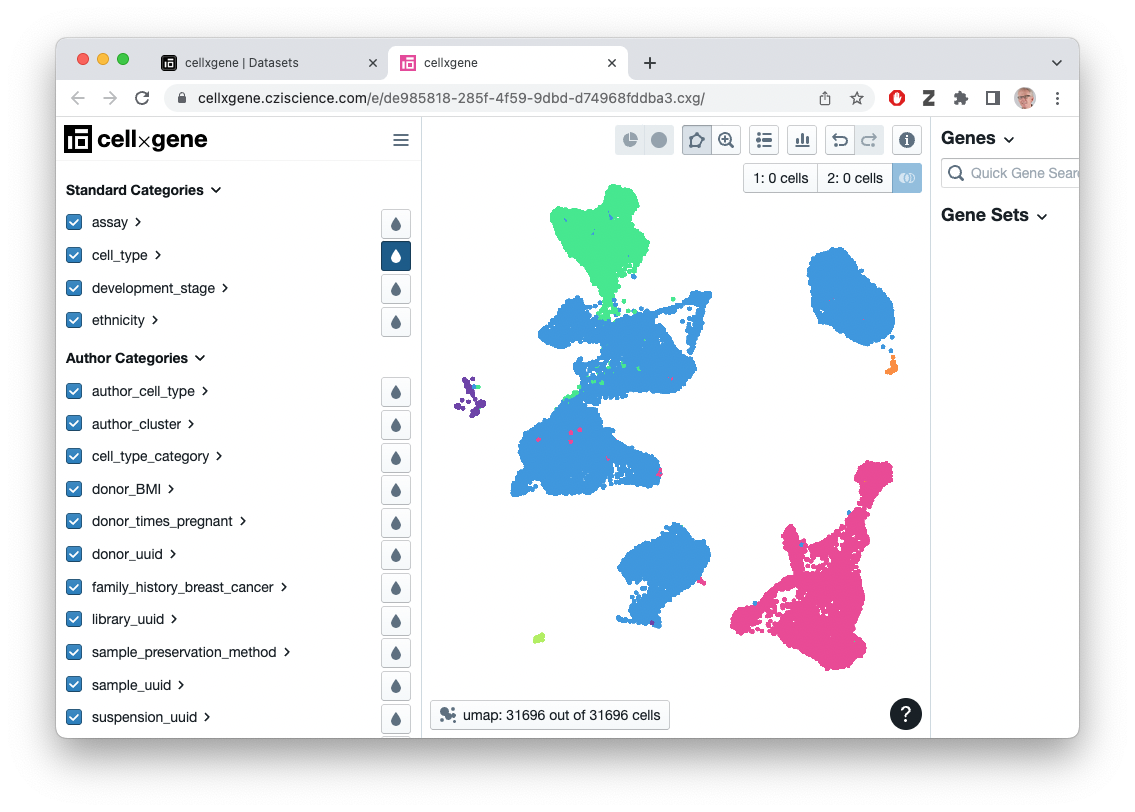 cellxgene | Datasets
cellxgene
cellxgene.cziscience.com/e/de985818-285f-4f59-9dbd-d74968fddba3.cxg/
cell×gene
Standard Categories
assay
cell_type
development_stage
ethnicity
Author Categories
author_cell_type
author_cluster
cell_type_category
donor_BMI
donor_times_pregnant
donor_uuid
family_history_breast_cancer
library_uuid
sample_preservation_method
sample_uuid
suspension_uuid
1: 0 cells
2: 0 cells
umap: 31696 out of 31696 cells
?
Genes
Quick Gene Sear
Gene Sets